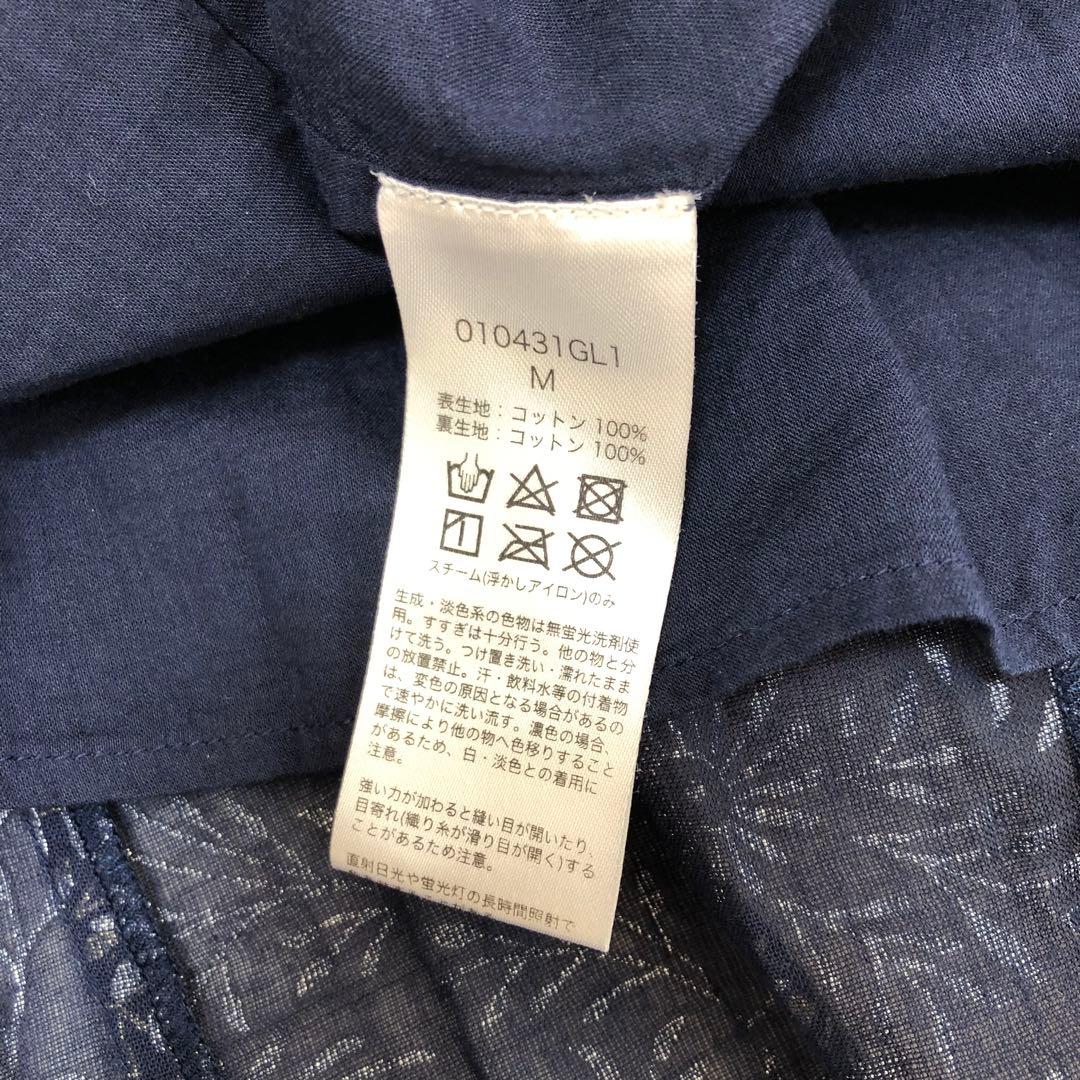 010431GL1
M
表生地：コットン 100%
裏生地：コットン 100%
スチーム(浮かしアイロン)のみ
生成・淡色系の色物は無蛍光洗剤使
用。すすぎは十分行う。他の物と分
けて洗う。つけ置き洗い・濡れたまま
の放置禁止。汗・飲料水等の付着物
は、変色の原因となる場合があるの
で速やかに洗い流す。濃色の場合、
摩擦により他の物へ色移りすること
があるため、白・淡色との着用に
注意。
強い力が加わると縫い目が開いたり、
目寄れ(織り糸が滑り目が開く)する
ことがあるため注意。
直射日光や蛍光灯の長時間照射で